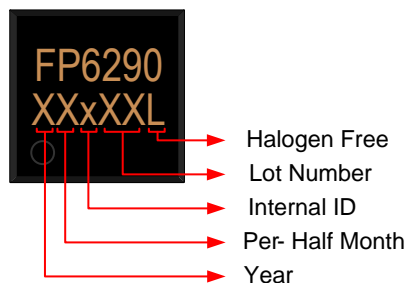 FP6290
XXxXXL
Halogen Free
Lot Number
Internal ID
Per- Half Month
Year